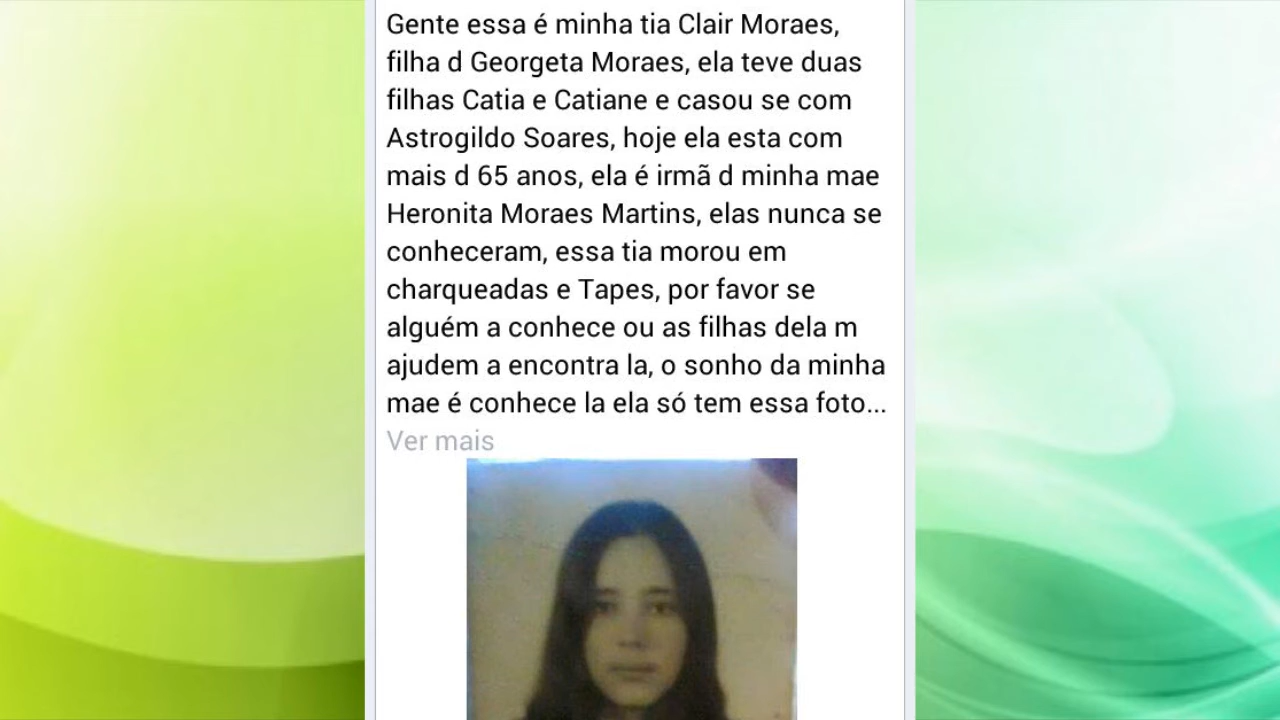 Gente essa é minha tia Clair Moraes,
filha d Georgeta Moraes, ela teve duas
filhas Catia e Catiane e casou se com
Astrogildo Soares, hoje ela esta com
mais d 65 anos, ela é irmã d minha mae
Heronita Moraes Martins, elas nunca se
conheceram, essa tia morou em
charqueadas e Tapes, por favor se
alguém a conhece ou as filhas dela m
ajudem a encontra la, o sonho da minha
mae é conhece la ela só tem essa foto...
Ver mais